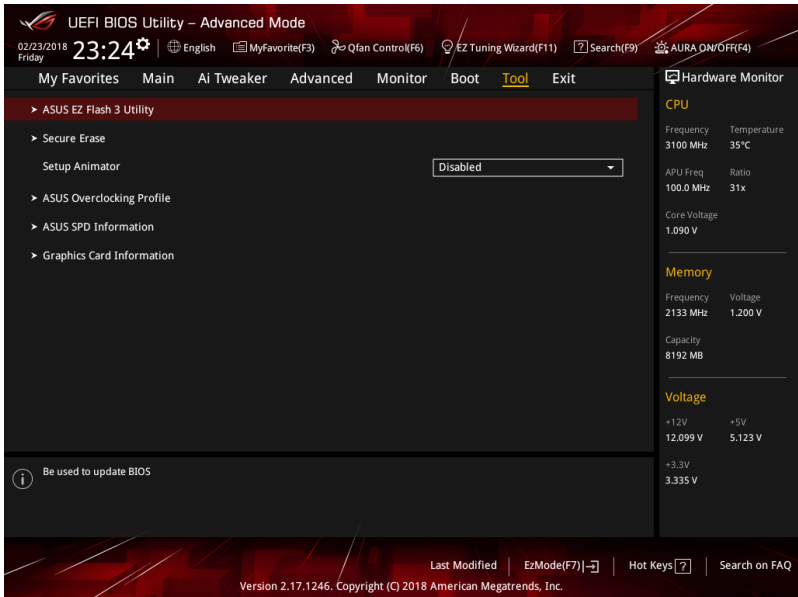 UEFI BIOS Utility – Advanced Mode
02/23/2018 Friday 23:24 English MyFavorite(F3) Qfan Control(F6) EZ Tuning Wizard(F11) ? Search(F9) AURA ON/OFF(F4)
My Favorites Main Ai Tweaker Advanced Monitor Boot Tool Exit
Hardware Monitor
ASUS EZ Flash 3 Utility
Secure Erase
Setup Animator Disabled
ASUS Overclocking Profile
ASUS SPD Information
Graphics Card Information
CPU
Frequency Temperature
3100 MHz 35°C
APU Freq Ratio
100.0 MHz 31x
Core Voltage
1.090 V
Memory
Frequency Voltage
2133 MHz 1.200 V
Capacity
8192 MB
Voltage
+12V +5V
12.099 V 5.123 V
+3.3V
3.335 V
Be used to update BIOS
Last Modified EzMode(F7) Hot Keys ? Search on FAQ
Version 2.17.1246. Copyright (C) 2018 American Megatrends, Inc.